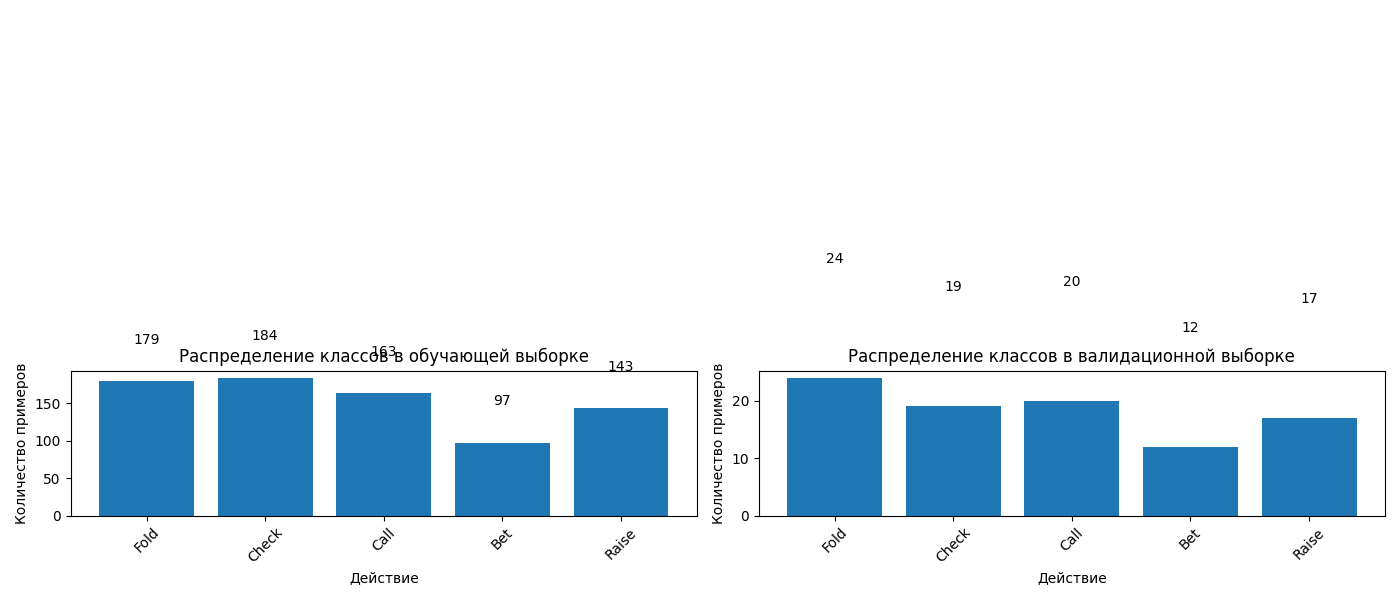 179
184
163
97
143
Распределение классов в обучающей выборке
Количество примеров
150
100
50
0
Fold
Check
Call
Bet
Raise
Действие
24
19
20
12
17
Распределение классов в валидационной выборке
Количество примеров
20
10
0
Fold
Check
Call
Bet
Raise
Действие